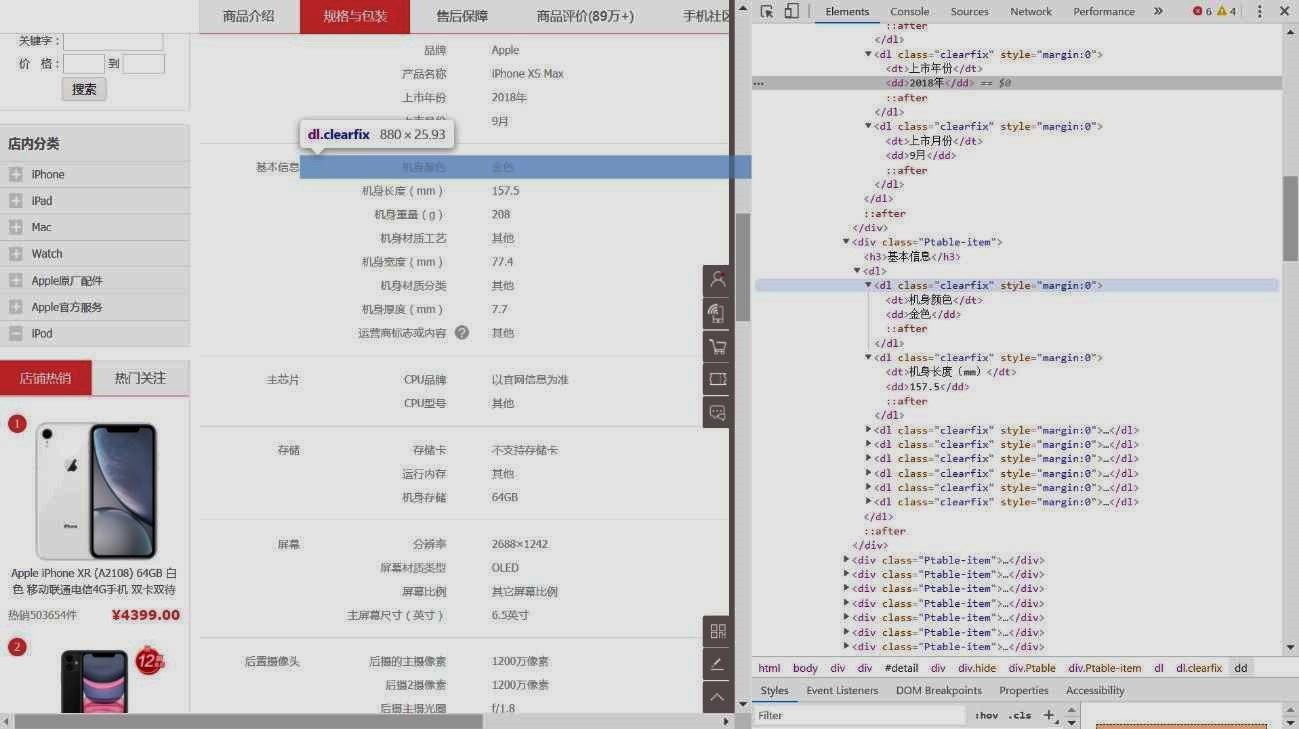 商品介绍 规格与包装 售后保障 商品评价(89万+) 手机社区
关键字：
价 格： 到
搜索
店内分类
iPhone
iPad
Mac
Watch
Apple原厂配件
Apple官方服务
iPod
店铺热销 热门关注
1
Apple iPhone XR (A2108) 64GB 白
色 移动联通电信4G手机 双卡双待
热销503654件 ¥4399.00
2
品牌 Apple
产品名称 iPhone XS Max
上市年份 2018年
上市月份 9月
dl.clearfix 880 × 25.93
基本信息 机身颜色 金色
机身长度（mm） 157.5
机身重量（g） 208
机身材质工艺 其他
机身宽度（mm） 77.4
机身材质分类 其他
机身厚度（mm） 7.7
运营商标志或内容 ? 其他
主芯片 CPU品牌 以官网信息为准
CPU型号 其他
存储 存储卡 不支持存储卡
运行内存 其他
机身存储 64GB
屏幕 分辨率 2688×1242
屏幕材质类型 OLED
屏幕比例 其它屏幕比例
主屏幕尺寸（英寸） 6.5英寸
后置摄像头 后摄的主摄像素 1200万像素
后摄2摄像素 1200万像素
后摄主摄光圈 f/1.8
Elements Console Sources Network Performance » 6 4
::after
</dl>
<dl class="clearfix" style="margin:0">
<dt>上市年份</dt>
<dd>2018年</dd> == $0
::after
</dl>
<dl class="clearfix" style="margin:0">
<dt>上市月份</dt>
<dd>9月</dd>
::after
</dl>
</dl>
::after
</div>
<div class="Ptable-item">
<h3>基本信息</h3>
<dl>
<dl class="clearfix" style="margin:0">
<dt>机身颜色</dt>
<dd>金色</dd>
::after
</dl>
<dl class="clearfix" style="margin:0">
<dt>机身长度（mm）</dt>
<dd>157.5</dd>
::after
</dl>
<dl class="clearfix" style="margin:0">…</dl>
<dl class="clearfix" style="margin:0">…</dl>
<dl class="clearfix" style="margin:0">…</dl>
<dl class="clearfix" style="margin:0">…</dl>
<dl class="clearfix" style="margin:0">…</dl>
<dl class="clearfix" style="margin:0">…</dl>
</dl>
::after
</div>
<div class="Ptable-item">…</div>
<div class="Ptable-item">…</div>
<div class="Ptable-item">…</div>
<div class="Ptable-item">…</div>
<div class="Ptable-item">…</div>
<div class="Ptable-item">…</div>
<div class="Ptable-item">…</div>
html body div div #detail div div.hide div.Ptable div.Ptable-item dl dl.clearfix dd
Styles Event Listeners DOM Breakpoints Properties Accessibility
Filter :hov .cls +